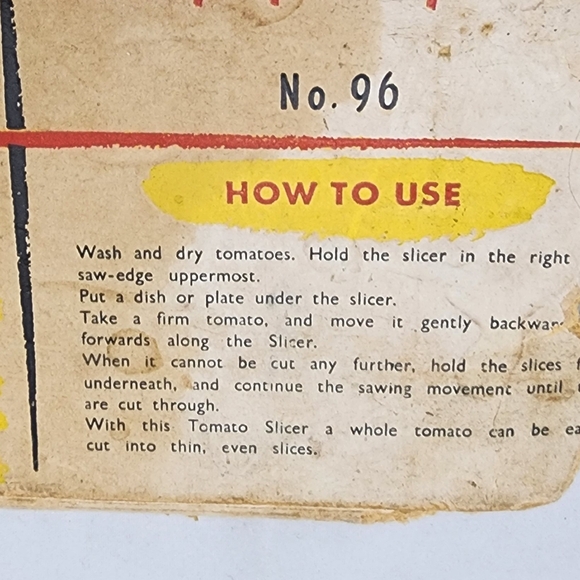 No. 96
HOW TO USE
Wash and dry tomatoes. Hold the slicer in the right
saw-edge uppermost.
Put a dish or plate under the slicer.
Take a firm tomato, and move it gently backwar
forwards along the Slicer.
When it cannot be cut any further, hold the slices
underneath, and continue the sawing movement until
are cut through.
With this Tomato Slicer a whole tomato can be ea
cut into thin, even slices.